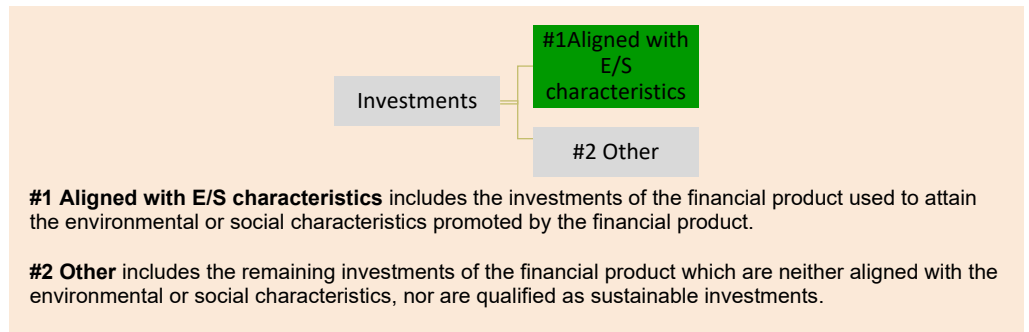 #1Aligned with
E/S
characteristics
Investments
#2 Other
#1 Aligned with E/S characteristics includes the investments of the financial product used to attain
the environmental or social characteristics promoted by the financial product.
#2 Other includes the remaining investments of the financial product which are neither aligned with the
environmental or social characteristics, nor are qualified as sustainable investments.